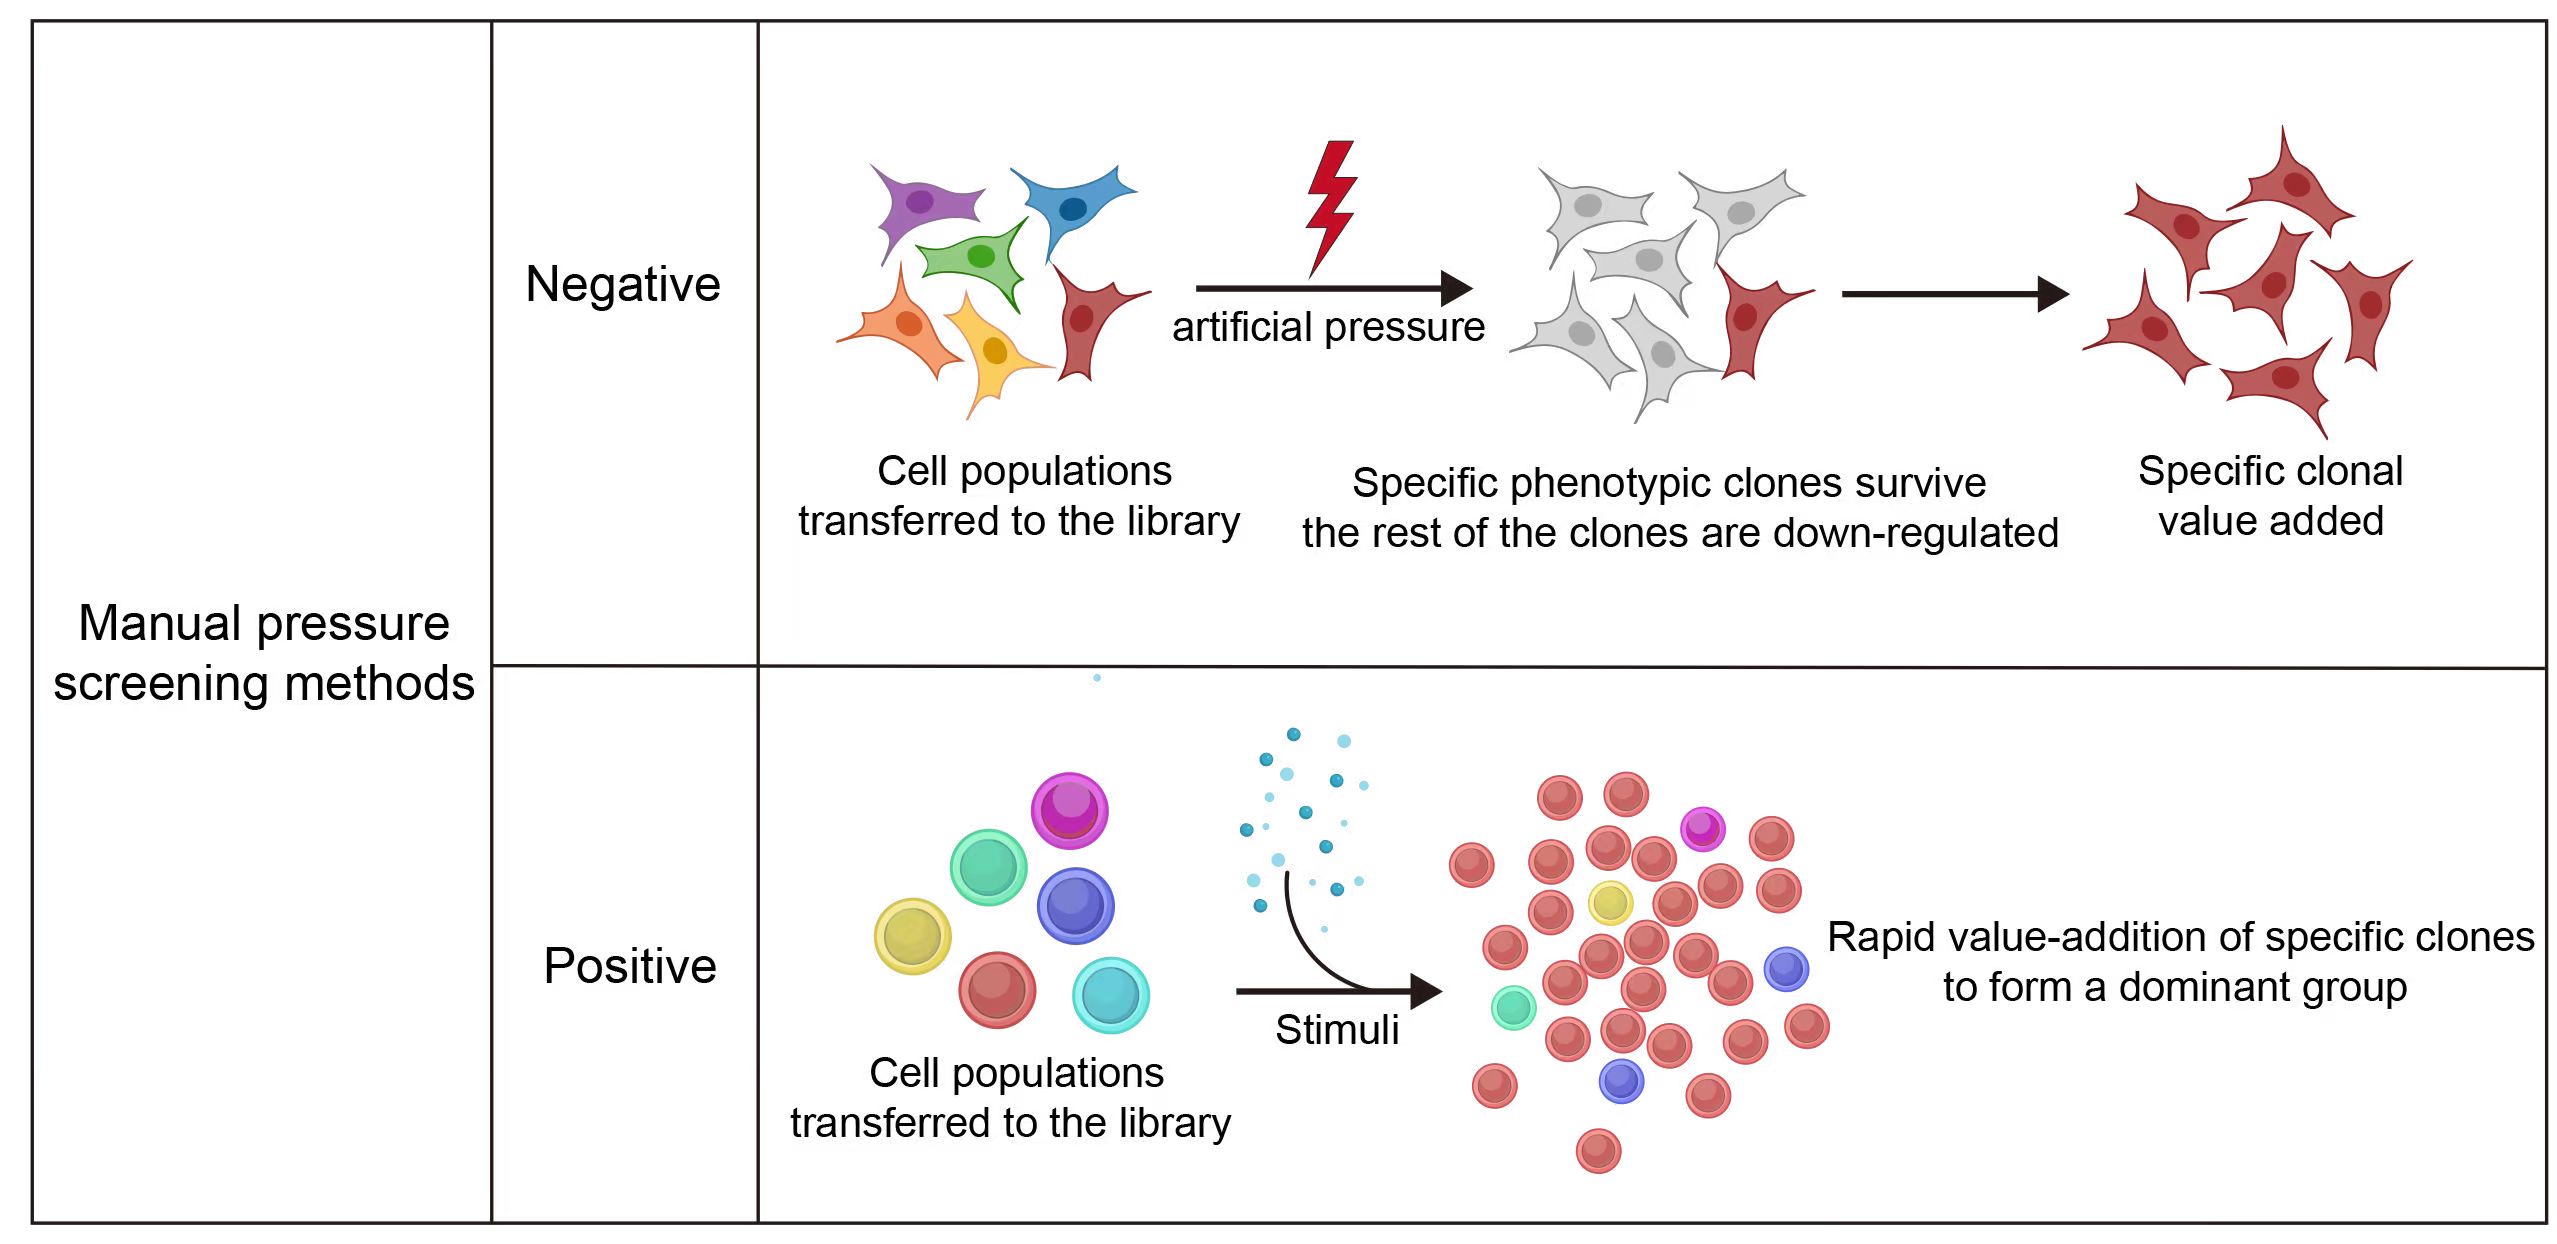 Manual pressure
screening methods
Negative
artificial pressure
Cell populations
transferred to the library
Specific phenotypic clones survive
the rest of the clones are down-regulated
Specific clonal
value added
Positive
Stimuli
Cell populations
transferred to the library
Rapid value-addition of specific clones
to form a dominant group